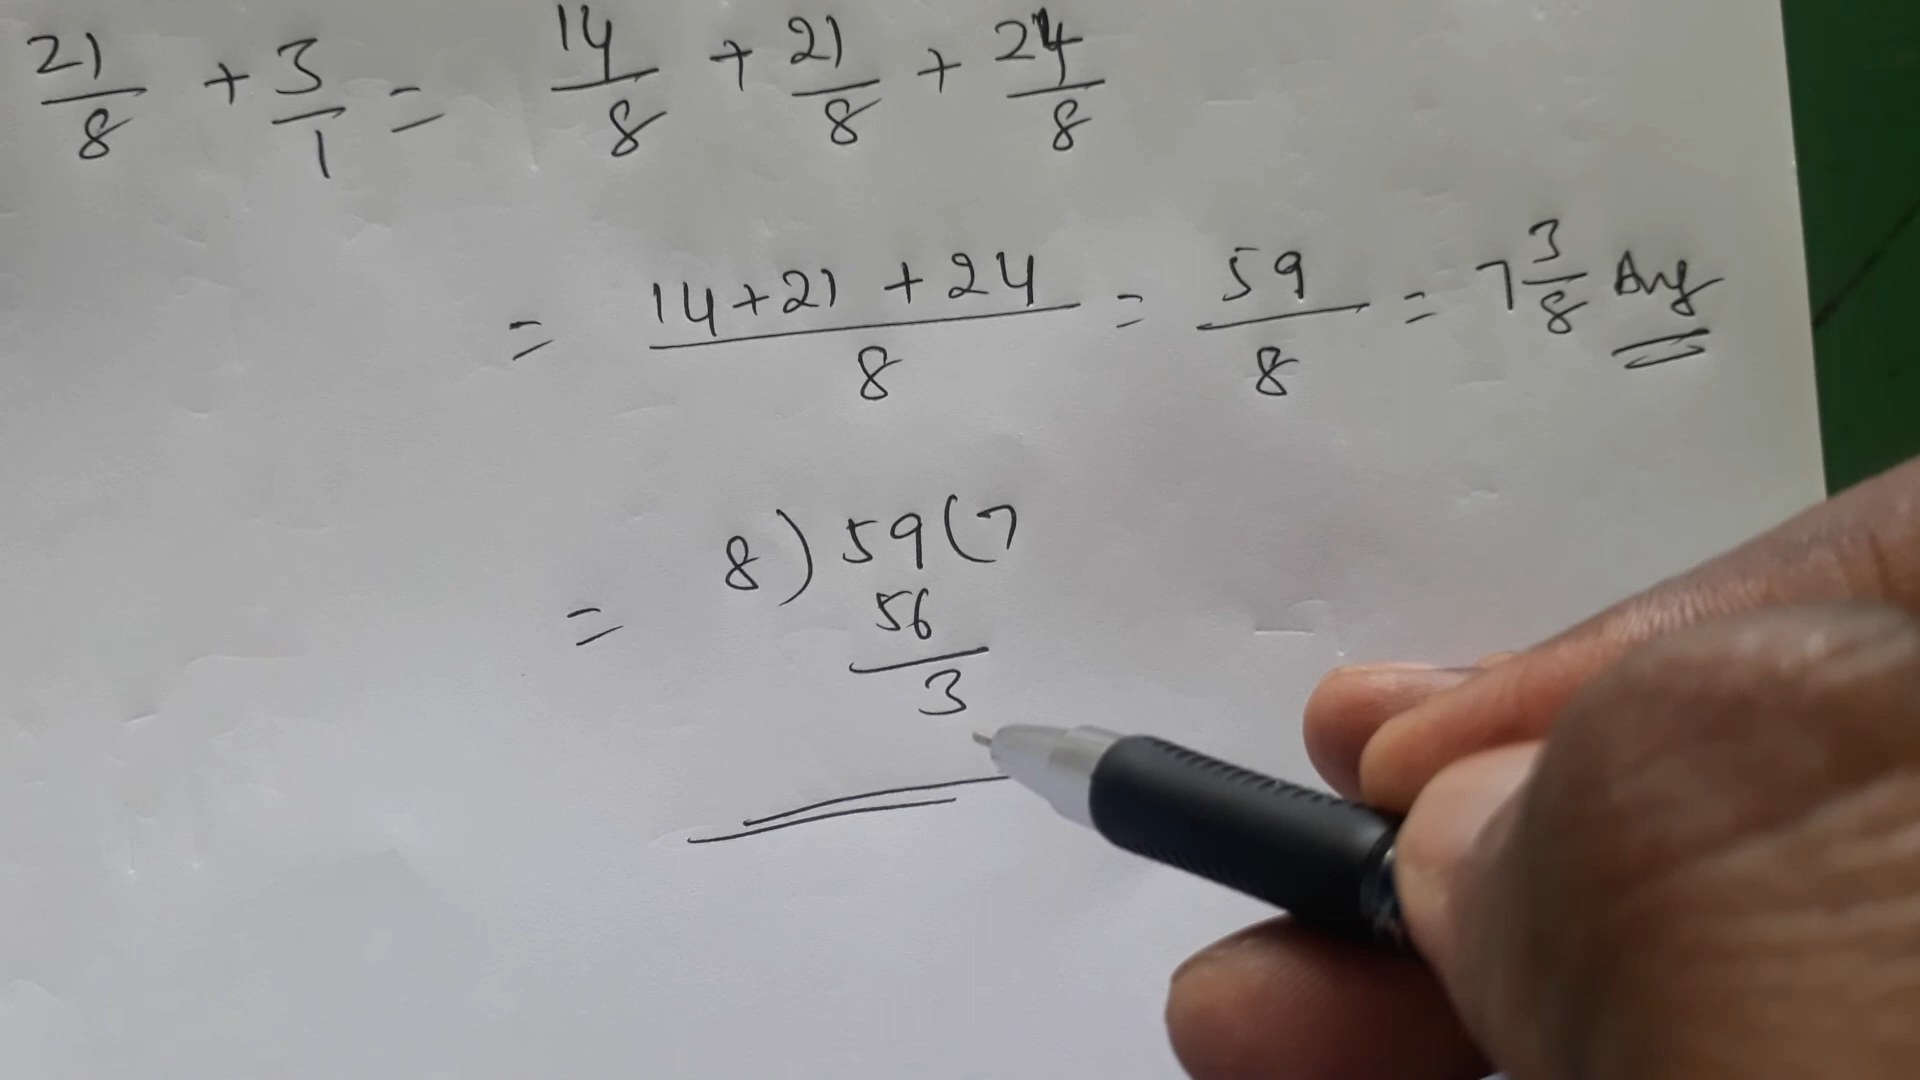 21/8 + 3/1 = 14/8 + 21/8 + 24/8
= 14+21+24/8 = 59/8 = 7 3/8 Ans
= 8)59(7
56
3